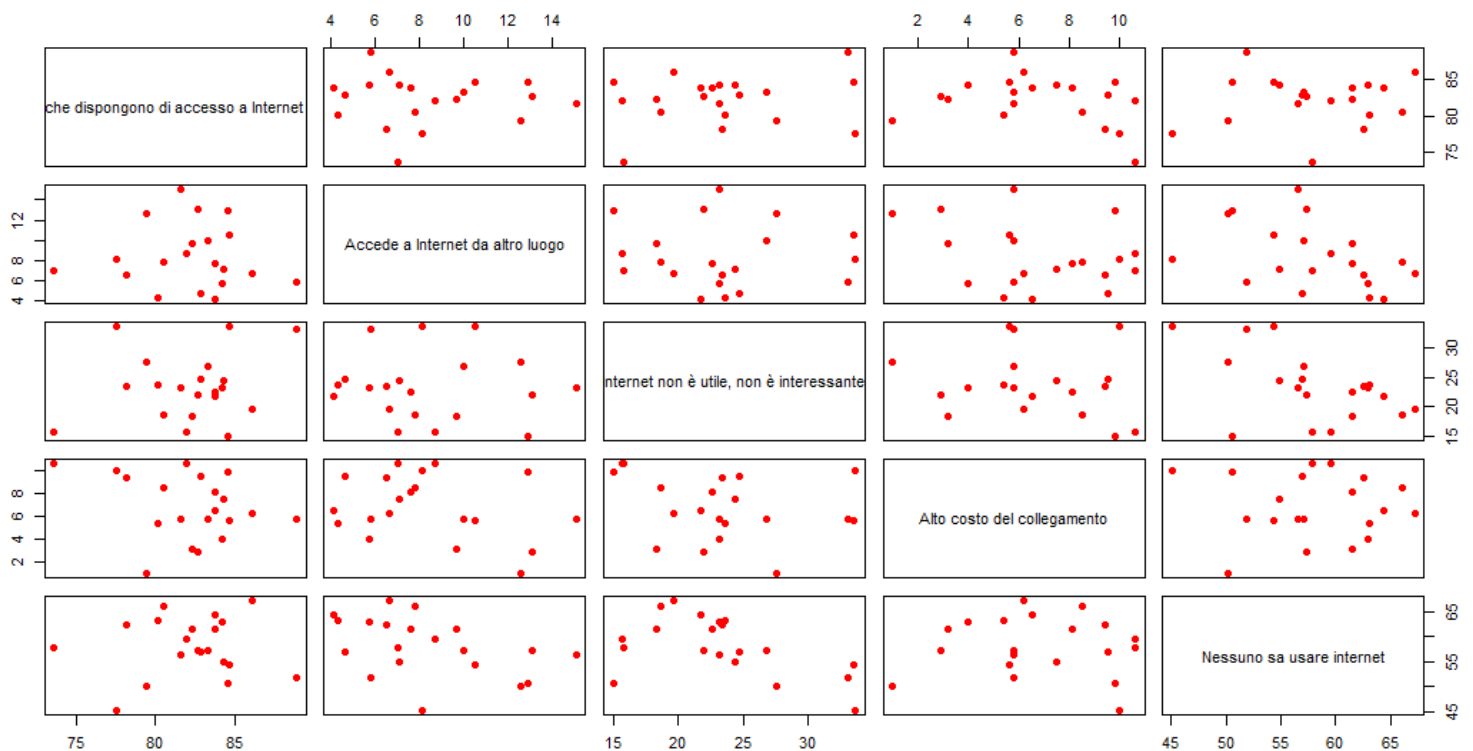 4 6 8 10 12 14
2 4 6 8 10
che dispongono di accesso a Internet
75 80 85
4 6 8 12
Accede a Internet da altro luogo
15 20 25 30
nternet non è utile, non è interessante
2 4 6 8
Alto costo del collegamento
45 55 65
Nessuno sa usare internet
75 80 85
15 20 25 30
45 50 55 60 65